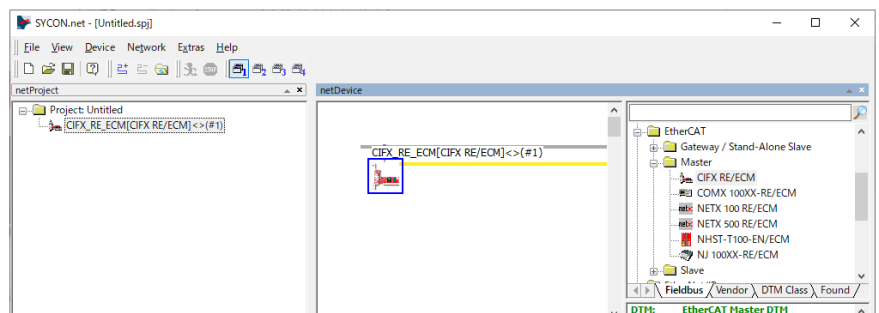 SYCON.net - [Untitled.spj]
File View Device Network Extras Help
netProject
netDevice
Project: Untitled
CIFX_RE_ECM[CIFX RE/ECM]<>(#1)
CIFX_RE_ECM[CIFX RE/ECM]<>(#1)
EtherCAT
Gateway / Stand-Alone Slave
Master
CIFX RE/ECM
COMX 100XX-RE/ECM
NETX 100 RE/ECM
NETX 500 RE/ECM
NHST-T100-EN/ECM
NJ 100XX-RE/ECM
Slave
Fieldbus Vendor DTM Class Found
DTM: EtherCAT Master DTM